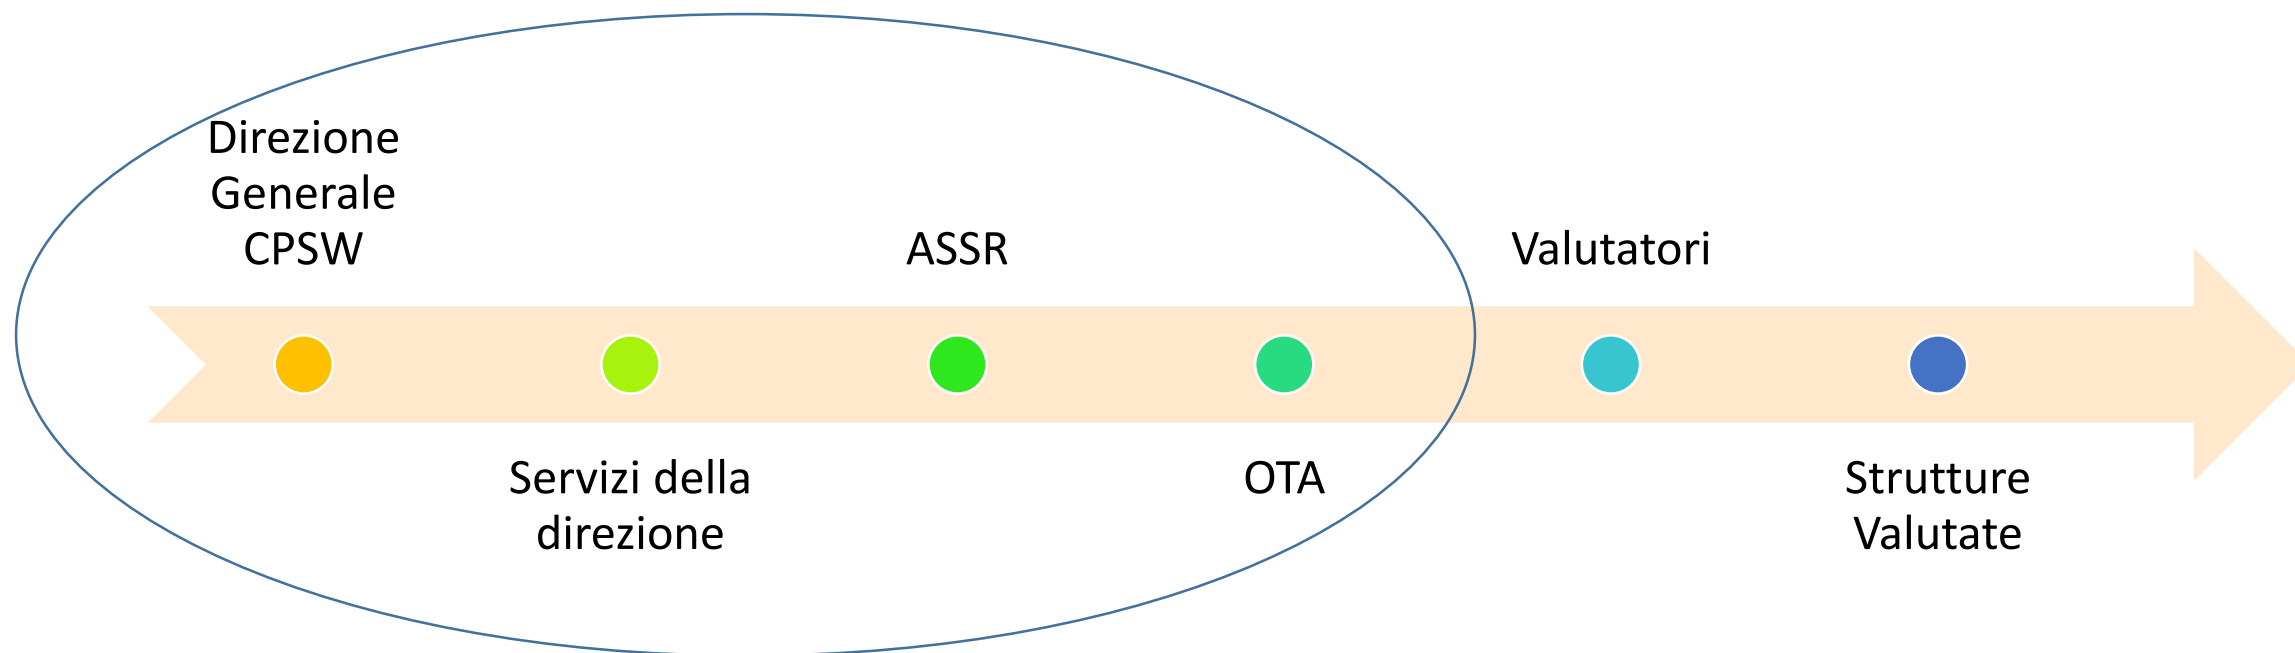 Direzione
Generale
CPSW
Servizi della
direzione
ASSR
OTA
Valutatori
Strutture
Valutate